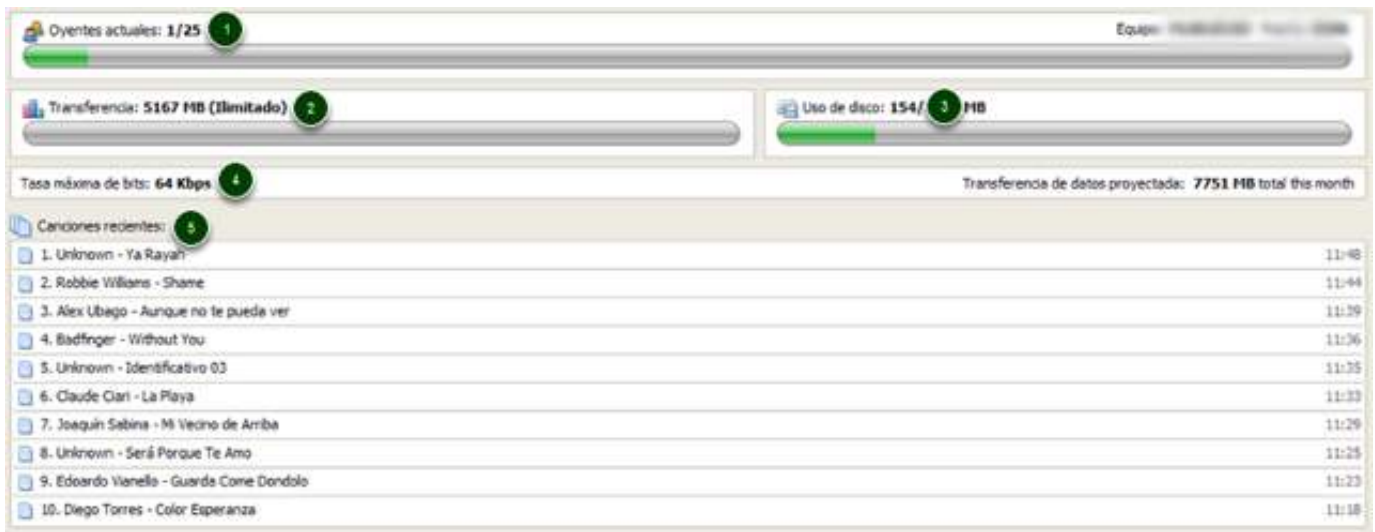 Oyentes actuales: 1/25 1 Equipo:
Transferencia: 5167 MB (Ilimitado) 2
Uso de disco: 154/ 3 MB
Tasa máxima de bits: 64 Kbps 4 Transferencia de datos proyectada: 7751 MB total this month
Canciones recientes: 5
1. Unknown - Ya Rayah 11:48
2. Robbie Williams - Shame 11:44
3. Alex Ubago - Aunque no te pueda ver 11:39
4. Badfinger - Without You 11:36
5. Unknown - Identificativo 03 11:35
6. Claude Ciari - La Playa 11:33
7. Joaquín Sabina - Mi Vecino de Arriba 11:29
8. Unknown - Será Porque Te Amo 11:25
9. Edoardo Vianello - Guarda Come Dondolo 11:23
10. Diego Torres - Color Esperanza 11:18